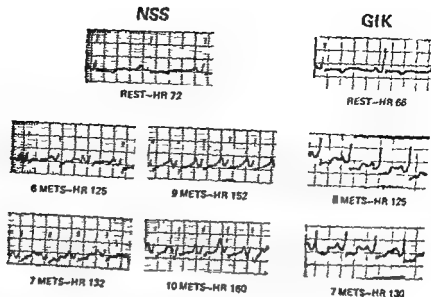 NSS GIK
REST-HR 72 REST-HR 66
6 METS-HR 125 9 METS-HR 152 8 METS-HR 125
7 METS-HR 132 10 METS-HR 160 7 METS-HR 130